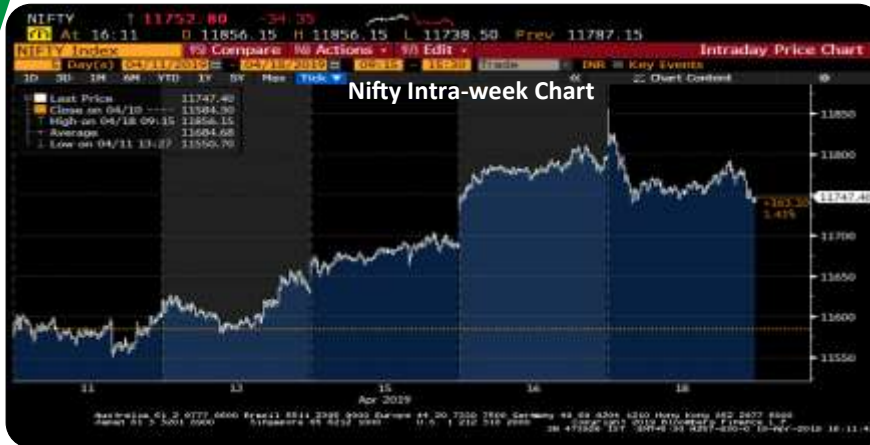 NIFTY ↑ 11752.80 -34.35
At 16:11 O 11856.15 H 11856.15 L 11738.50 Prev 11787.15
NIFTY Index Compare Actions Edit Intraday Price Chart
Day(s) 04/11/2019 - 04/18/2019 09:15 - 15:30 Trade INR Key Events
1D 3D 1M 6M YTD 1Y 5Y Max Tick ▼ « Chart Content
Nifty Intra-week Chart
Last Price 11747.40
Close on 04/10 ---- 11584.30
High on 04/18 09:15 11856.15
Average 11684.68
Low on 04/11 13:27 11550.70
11850
11800
11747.40
+163.10
1.41%
11700
11650
11600
11550
11 15 16 18
Apr 2019